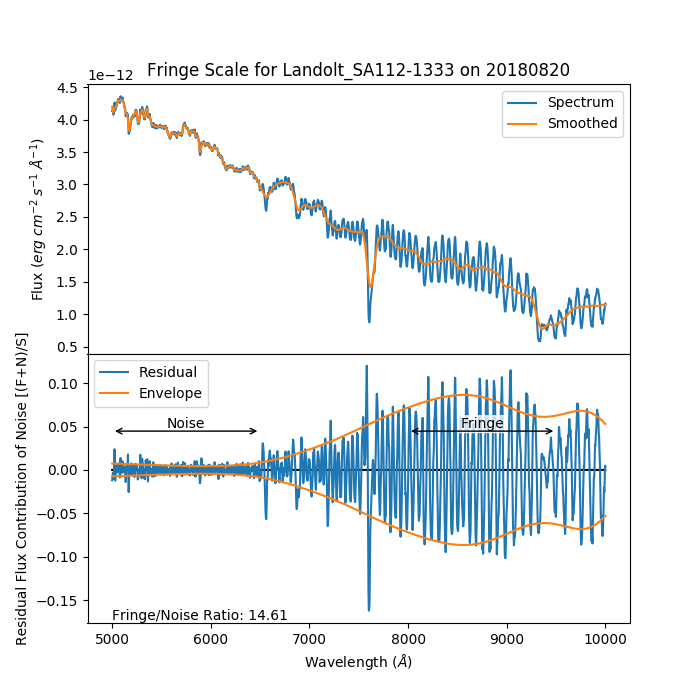 Fringe Scale for Landolt_SA112-1333 on 20180820
1e−12
4.5
4.0
3.5
3.0
2.5
2.0
1.5
1.0
0.5
Flux (erg cm⁻² s⁻¹ Å⁻¹)
Spectrum
Smoothed
Residual
Envelope
0.10
0.05
0.00
−0.05
−0.10
−0.15
Residual Flux Contribution of Noise [(F+N)/S]
Noise
Fringe
Fringe/Noise Ratio: 14.61
5000 6000 7000 8000 9000 10000
Wavelength (Å)